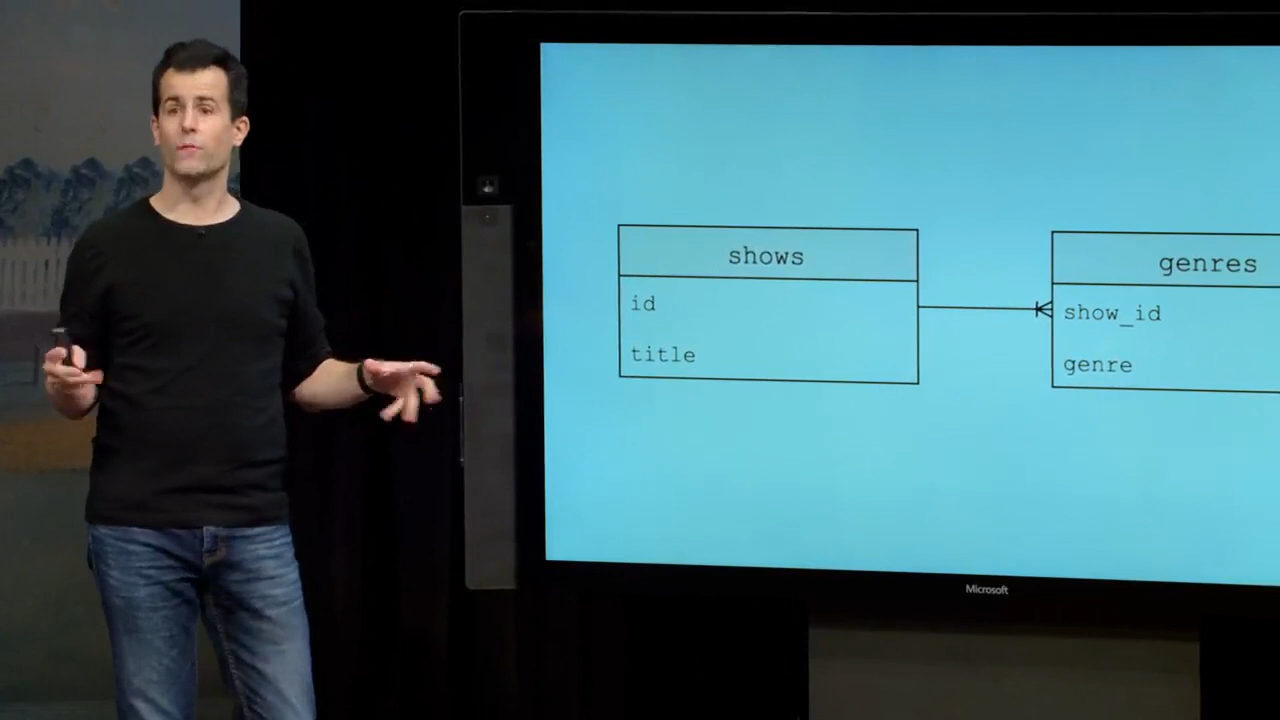 shows
id
title
genres
show_id
genre
Microsoft